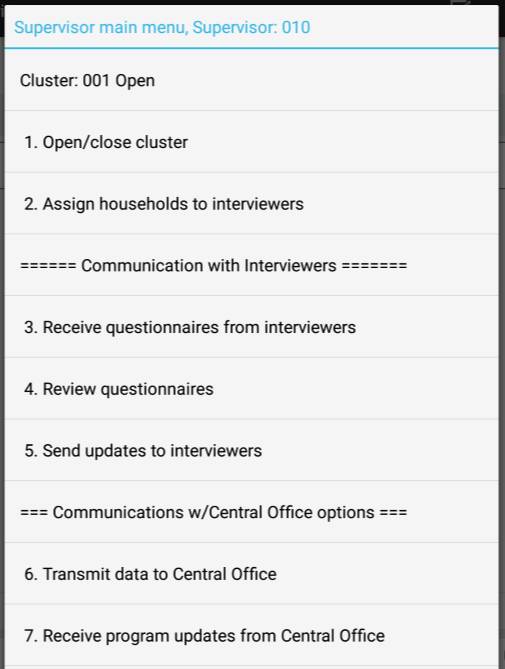 Supervisor main menu, Supervisor: 010
Cluster: 001 Open
1. Open/close cluster
2. Assign households to interviewers
====== Communication with Interviewers =======
3. Receive questionnaires from interviewers
4. Review questionnaires
5. Send updates to interviewers
=== Communications w/Central Office options ===
6. Transmit data to Central Office
7. Receive program updates from Central Office